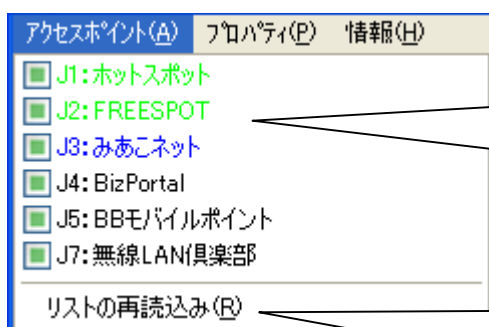 アクセスポイント(A) プロパティ(P) 情報(H)
J1:ホットスポット
J2:FREESPOT
J3:みあこネット
J4:BizPortal
J5:BBモバイルポイント
J7:無線LAN倶楽部
リストの再読込み(R)